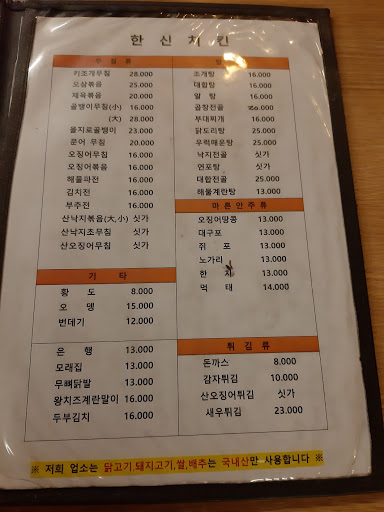 한 신 치 킨
무 침 류
키조개무침 28.000
오삼볶음 25.000
제육볶음 20.000
골뱅이무침(小) 16.000
(大) 28.000
을지로골뱅이 23.000
문어 무침 20.000
오징어무침 16.000
오징어볶음 16.000
해물파전 16.000
김치전 16.000
부추전 16.000
산낙지볶음(大,小) 싯가
산낙지초무침 싯가
산오징어무침 싯가
기 타
황 도 8.000
오 뎅 15.000
번데기 12.000
은 행 13.000
모래집 13.000
무뼈닭발 13.000
왕치즈계란말이 16.000
두부김치 16.000
탕
조개탕 16.000
대합탕 16.000
알 탕 16.000
곱창전골
부대찌개 16.000
닭도리탕 25.000
우럭매운탕 25.000
낙지전골 싯가
연포탕 싯가
대합전골 25.000
해물계란탕 13.000
마 른 안 주 류
오징어땅콩 13.000
대구포 13.000
쥐 포 13.000
노가리 13.000
한 치 13.000
먹 태 14.000
튀 김 류
돈까스 8.000
감자튀김 10.000
산오징어튀김 싯가
새우튀김 23.000
※ 저희 업소는 닭고기,돼지고기,쌀,배추는 국내산만 사용합니다 ※